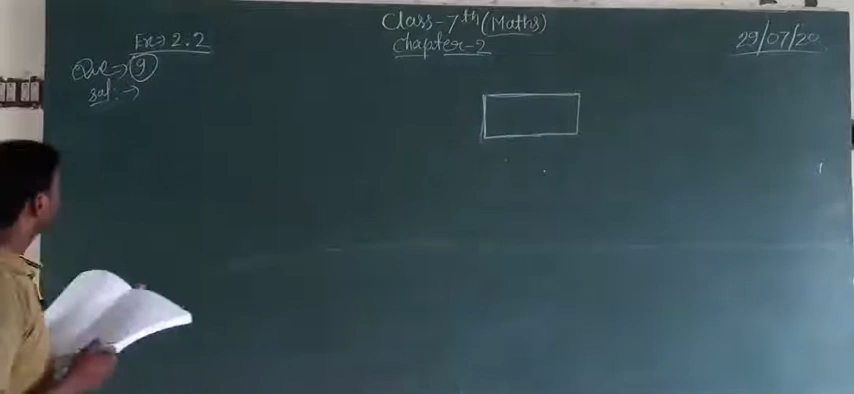 Class-7th (Maths)
Chapter-2
29/07/20
Ex:-> 2.2
Que-> 9
Sol:->